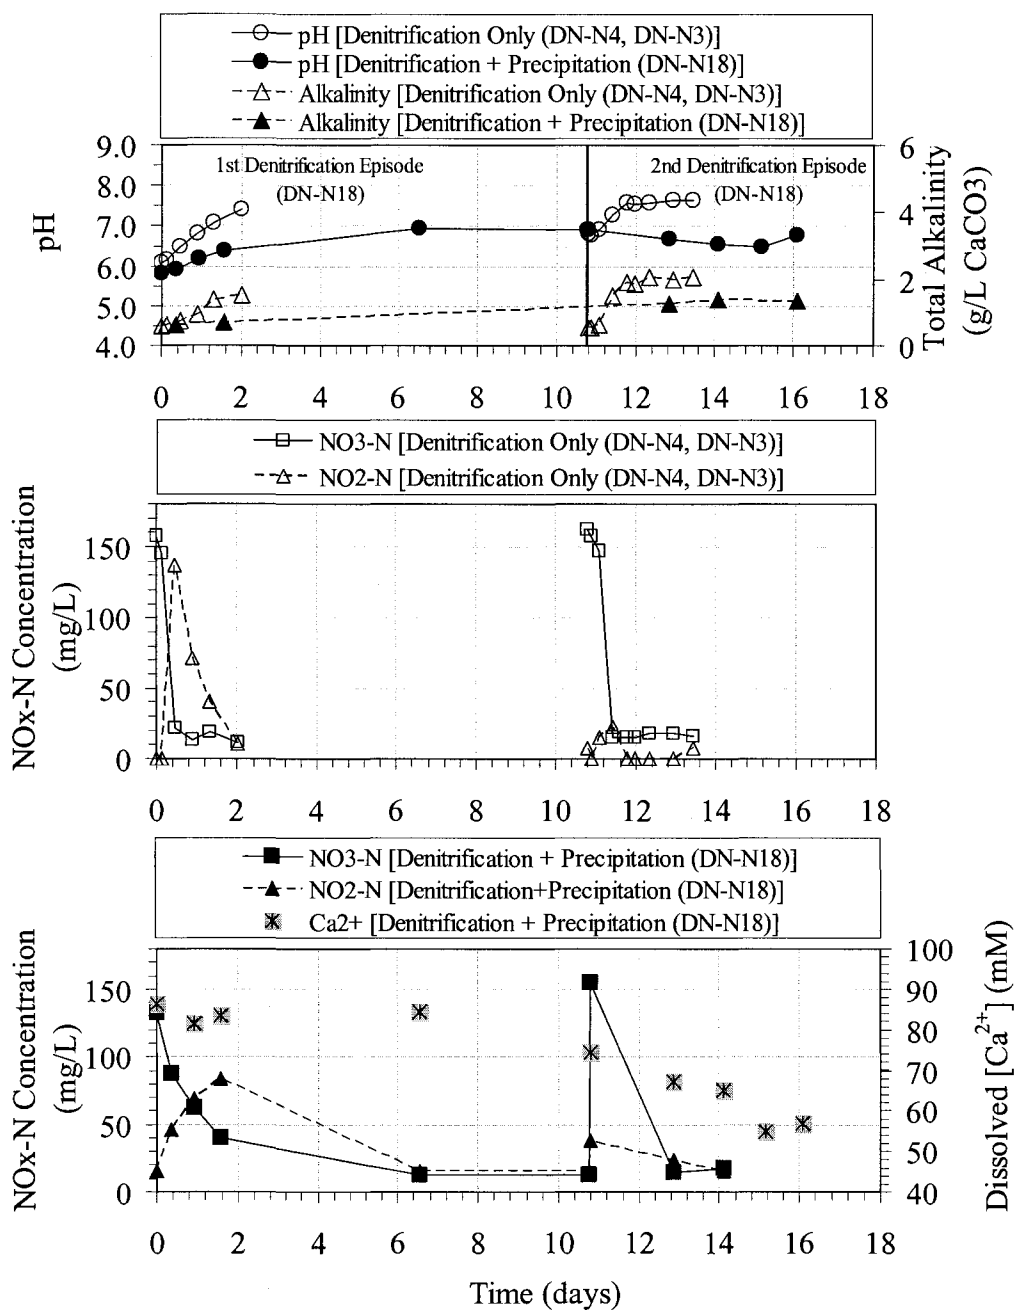 pH [Denitrification Only (DN-N4, DN-N3)]
pH [Denitrification + Precipitation (DN-N18)]
Alkalinity [Denitrification Only (DN-N4, DN-N3)]
Alkalinity [Denitrification + Precipitation (DN-N18)]
9.0
8.0
7.0
6.0
5.0
4.0
pH
1st Denitrification Episode
(DN-N18)
2nd Denitrification Episode
(DN-N18)
6
4
2
0
Total Alkalinity
(g/L CaCO3)
0 2 4 6 8 10 12 14 16 18
NO3-N [Denitrification Only (DN-N4, DN-N3)]
NO2-N [Denitrification Only (DN-N4, DN-N3)]
NOx-N Concentration
(mg/L)
150
100
50
0
0 2 4 6 8 10 12 14 16 18
NO3-N [Denitrification + Precipitation (DN-N18)]
NO2-N [Denitrification+Precipitation (DN-N18)]
Ca2+ [Denitrification + Precipitation (DN-N18)]
NOx-N Concentration
(mg/L)
150
100
50
0
100
90
80
70
60
50
40
Dissolved [Ca²⁺] (mM)
0 2 4 6 8 10 12 14 16 18
Time (days)